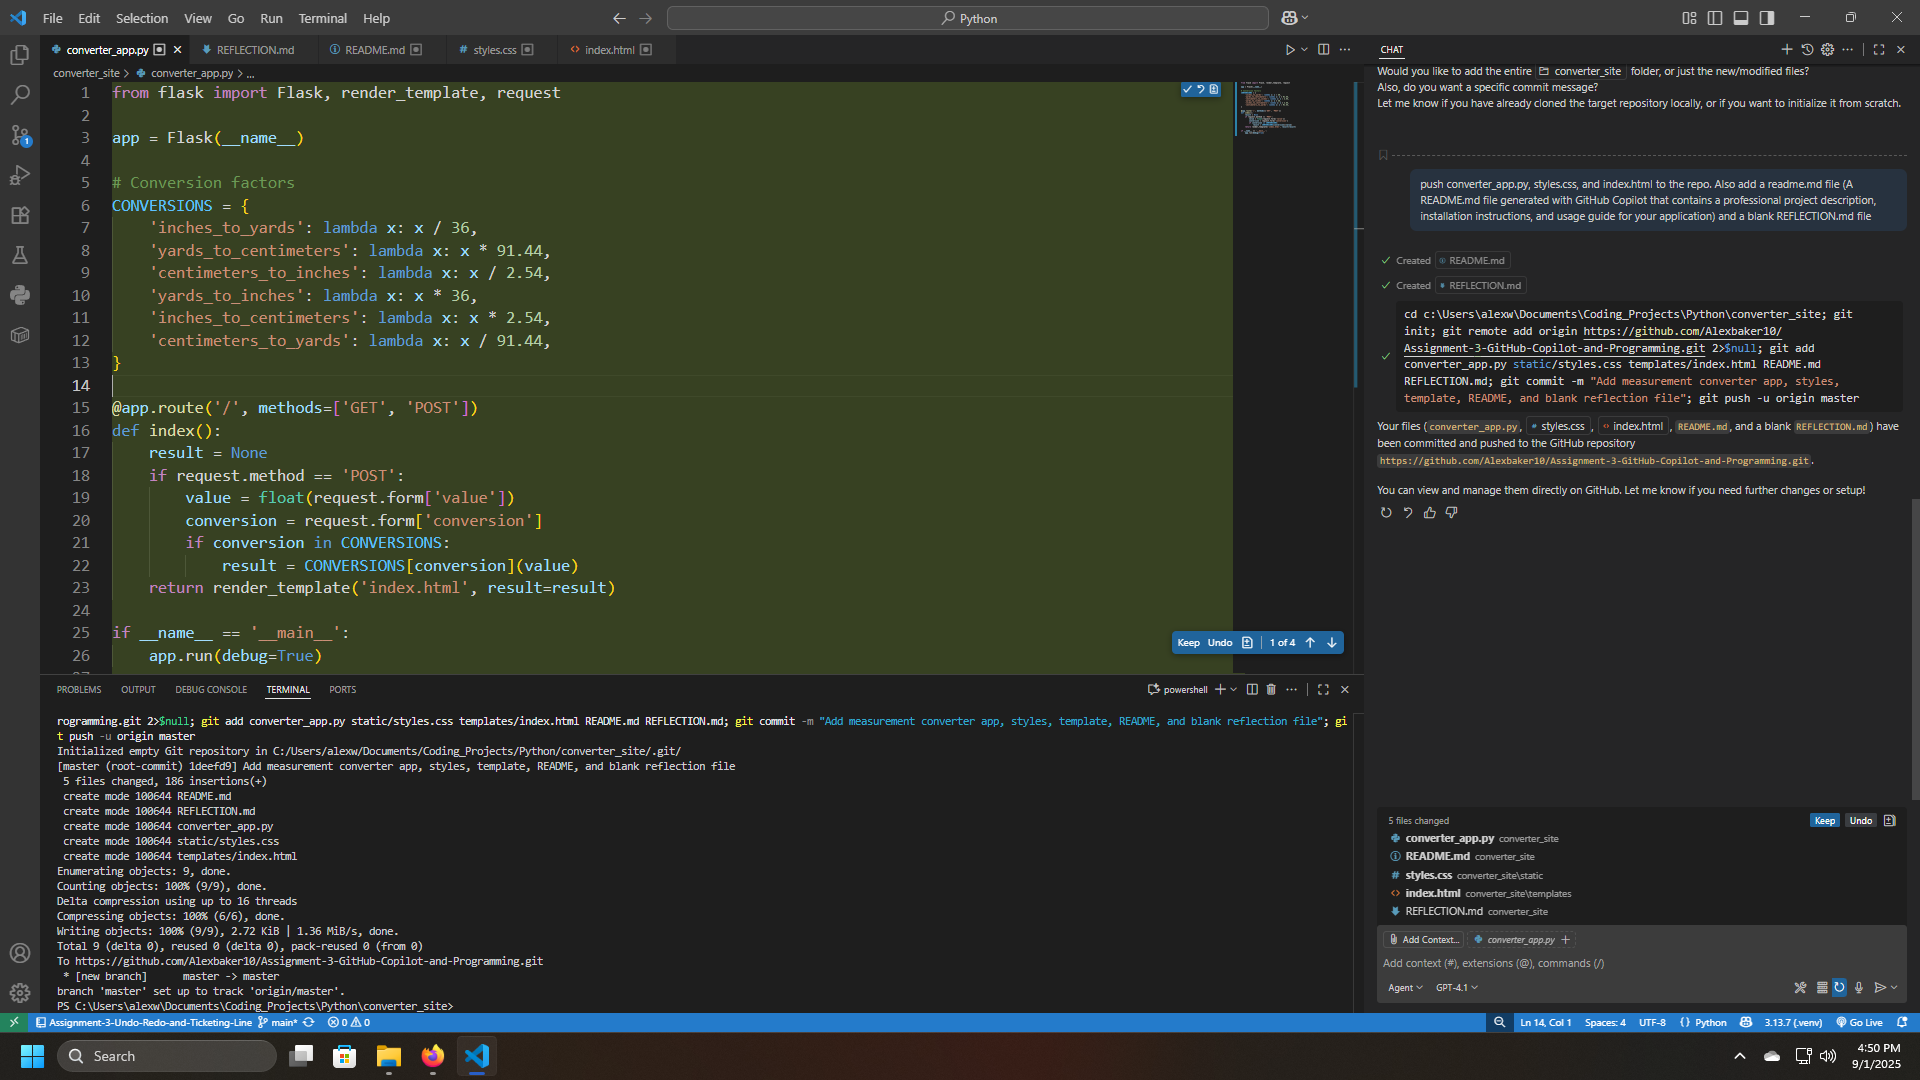 File Edit Selection View Go Run Terminal Help
Python
converter_app.py
REFLECTION.md
README.md
styles.css
index.html
converter_site > converter_app.py > ...
1 from flask import Flask, render_template, request
2
3 app = Flask(__name__)
4
5 # Conversion factors
6 CONVERSIONS = {
7 'inches_to_yards': lambda x: x / 36,
8 'yards_to_centimeters': lambda x: x * 91.44,
9 'centimeters_to_inches': lambda x: x / 2.54,
10 'yards_to_inches': lambda x: x * 36,
11 'inches_to_centimeters': lambda x: x * 2.54,
12 'centimeters_to_yards': lambda x: x / 91.44,
13 }
14
15 @app.route('/', methods=['GET', 'POST'])
16 def index():
17 result = None
18 if request.method == 'POST':
19 value = float(request.form['value'])
20 conversion = request.form['conversion']
21 if conversion in CONVERSIONS:
22 result = CONVERSIONS[conversion](value)
23 return render_template('index.html', result=result)
24
25 if __name__ == '__main__':
26 app.run(debug=True)
Keep Undo 1 of 4
PROBLEMS OUTPUT DEBUG CONSOLE TERMINAL PORTS
powershell
rogramming.git 2>$null; git add converter_app.py static/styles.css templates/index.html README.md REFLECTION.md; git commit -m "Add measurement converter app, styles, template, README, and blank reflection file"; gi
t push -u origin master
Initialized empty Git repository in C:/Users/alexw/Documents/Coding_Projects/Python/converter_site/.git/
[master (root-commit) 1deefd9] Add measurement converter app, styles, template, README, and blank reflection file
5 files changed, 186 insertions(+)
create mode 100644 README.md
create mode 100644 REFLECTION.md
create mode 100644 converter_app.py
create mode 100644 static/styles.css
create mode 100644 templates/index.html
Enumerating objects: 9, done.
Counting objects: 100% (9/9), done.
Delta compression using up to 16 threads
Compressing objects: 100% (6/6), done.
Writing objects: 100% (9/9), 2.72 KiB | 1.36 MiB/s, done.
Total 9 (delta 0), reused 0 (delta 0), pack-reused 0 (from 0)
To https://github.com/Alexbaker10/Assignment-3-GitHub-Copilot-and-Programming.git
* [new branch] master -> master
branch 'master' set up to track 'origin/master'.
PS C:\Users\alexw\Documents\Coding_Projects\Python\converter_site>
CHAT
Would you like to add the entire converter_site folder, or just the new/modified files?
Also, do you want a specific commit message?
Let me know if you have already cloned the target repository locally, or if you want to initialize it from scratch.
push converter_app.py, styles.css, and index.html to the repo. Also add a readme.md file (A
README.md file generated with GitHub Copilot that contains a professional project description,
installation instructions, and usage guide for your application) and a blank REFLECTION.md file
Created README.md
Created REFLECTION.md
cd c:\Users\alexw\Documents\Coding_Projects\Python\converter_site; git
init; git remote add origin https://github.com/Alexbaker10/
Assignment-3-GitHub-Copilot-and-Programming.git 2>$null; git add
converter_app.py static/styles.css templates/index.html README.md
REFLECTION.md; git commit -m "Add measurement converter app, styles,
template, README, and blank reflection file"; git push -u origin master
Your files (converter_app.py, styles.css, index.html, README.md, and a blank REFLECTION.md) have
been committed and pushed to the GitHub repository
https://github.com/Alexbaker10/Assignment-3-GitHub-Copilot-and-Programming.git.
You can view and manage them directly on GitHub. Let me know if you need further changes or setup!
5 files changed Keep Undo
converter_app.py converter_site
README.md converter_site
styles.css converter_site\static
index.html converter_site\templates
REFLECTION.md converter_site
Add Context... converter_app.py
Add context (#), extensions (@), commands (/)
Agent GPT-4.1
Assignment-3-Undo-Redo-and-Ticketing-Line main* 0 0
Ln 14, Col 1 Spaces: 4 UTF-8 {} Python 3.13.7 (.venv) Go Live
Search
4:50 PM
9/1/2025